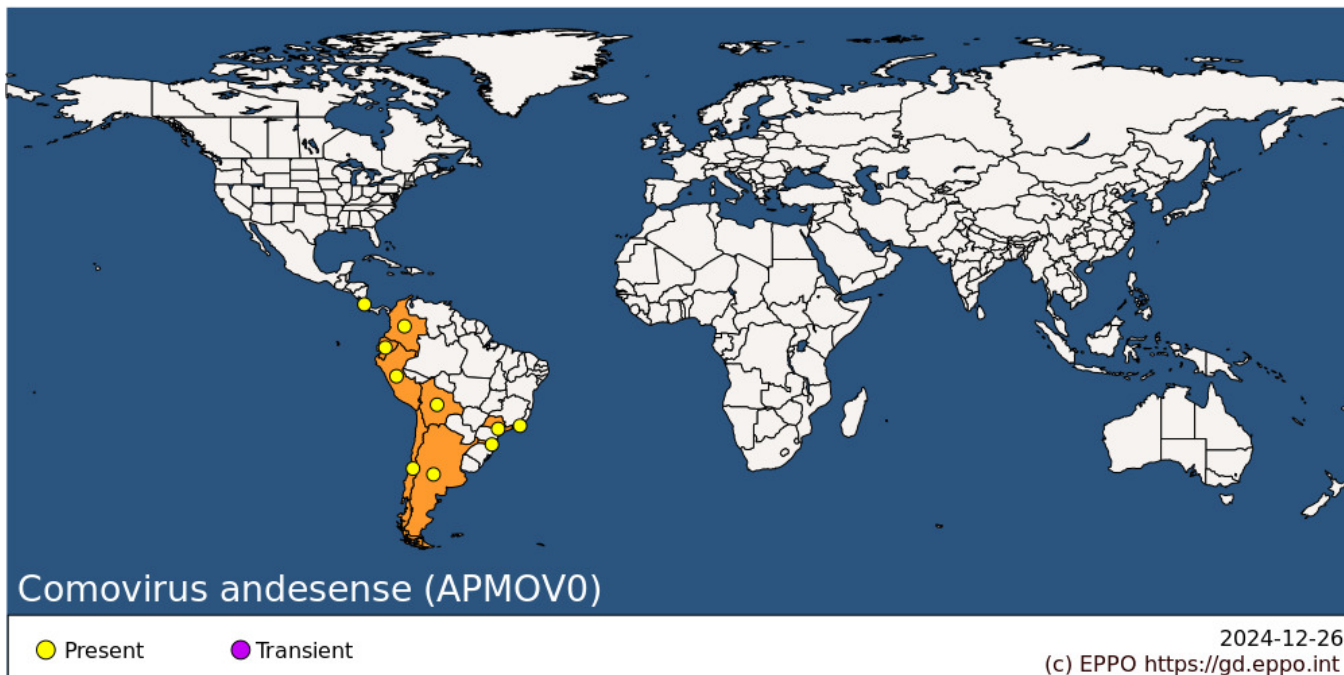 Comovirus andesense (APMOV0)
Present
Transient
2024-12-26
(c) EPPO https://gd.eppo.int